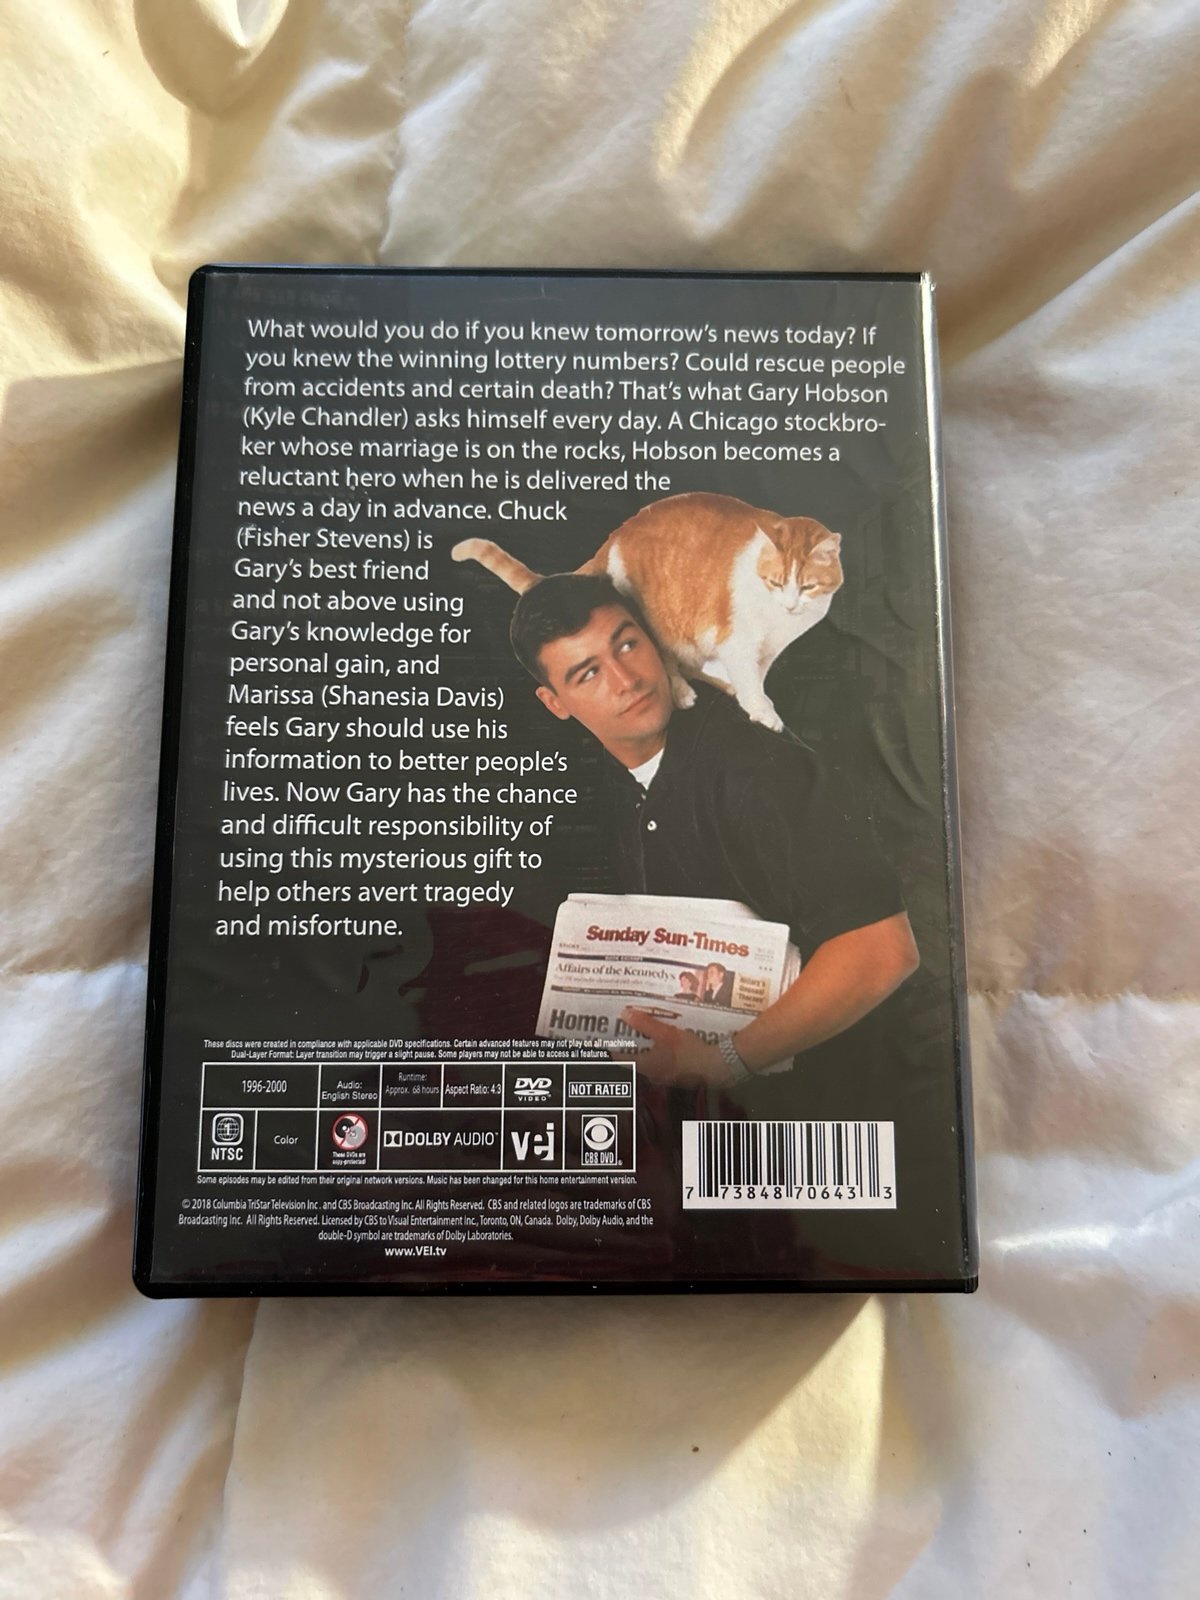 What would you do if you knew tomorrow's news today? If
you knew the winning lottery numbers? Could rescue people
from accidents and certain death? That's what Gary Hobson
(Kyle Chandler) asks himself every day. A Chicago stockbro-
ker whose marriage is on the rocks, Hobson becomes a
reluctant hero when he is delivered the
news a day in advance. Chuck
(Fisher Stevens) is
Gary's best friend
and not above using
Gary's knowledge for
personal gain, and
Marissa (Shanesia Davis)
feels Gary should use his
information to better people's
lives. Now Gary has the chance
and difficult responsibility of
using this mysterious gift to
help others avert tragedy
and misfortune.
Sunday Sun-Times
Affairs of the Kennedys
Home
These discs were created in compliance with applicable DVD specifications. Certain advanced features may not play on all machines.
Dual-Layer Format: Layer transition may trigger a slight pause. Some players may not be able to access all features.
1996-2000
Audio:
English Stereo
Runtime:
Approx. 68 hours
Aspect Ratio: 4:3
DVD
VIDEO
NOT RATED
1
NTSC
Color
These DVDs are
copy-protected!
DOLBY AUDIO™
vei
CBS DVD
Some episodes may be edited from their original network versions. Music has been changed for this home entertainment version.
© 2018 Columbia TriStar Television Inc. and CBS Broadcasting Inc. All Rights Reserved. CBS and related logos are trademarks of CBS
Broadcasting Inc. All Rights Reserved. Licensed by CBS to Visual Entertainment Inc., Toronto, ON, Canada. Dolby, Dolby Audio, and the
double-D symbol are trademarks of Dolby Laboratories.
www.VEI.tv
7 73848 70643 3